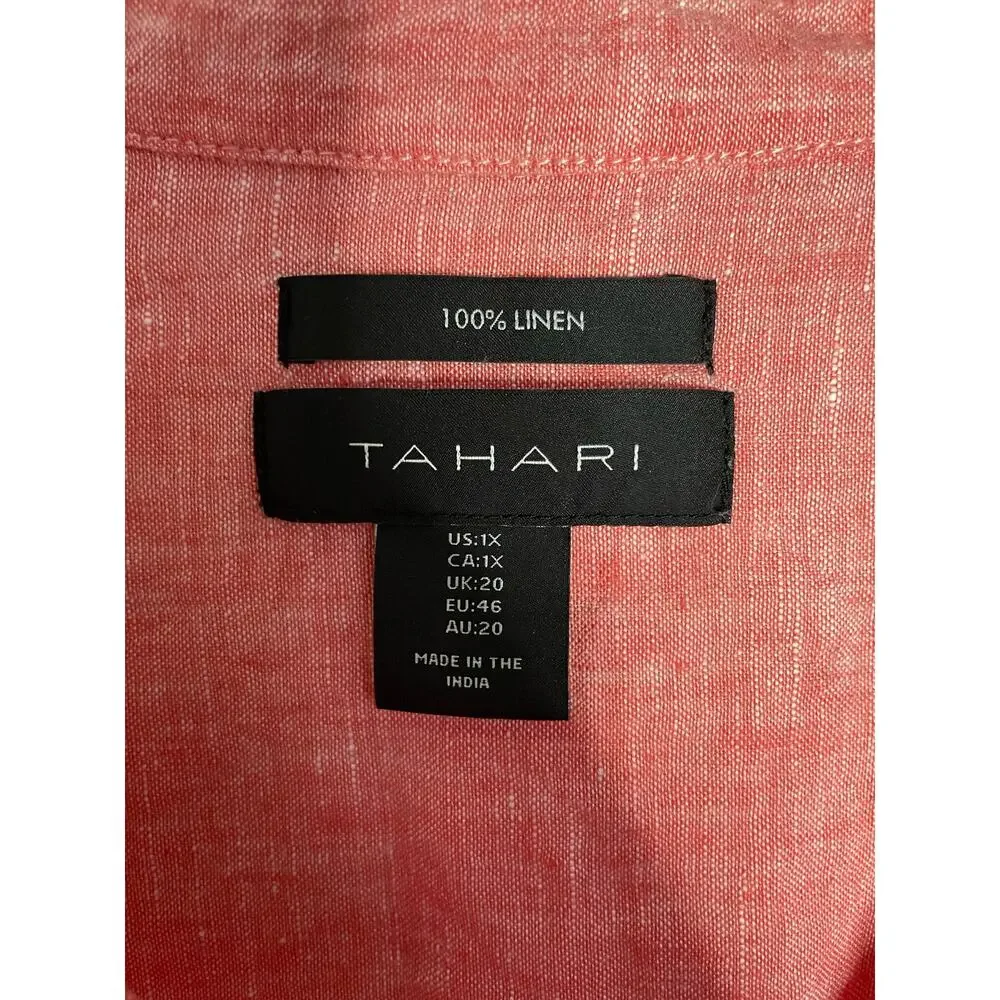 100% LINEN
TAHARI
US:1X
CA:1X
UK:20
EU:46
AU:20
MADE IN THE
INDIA